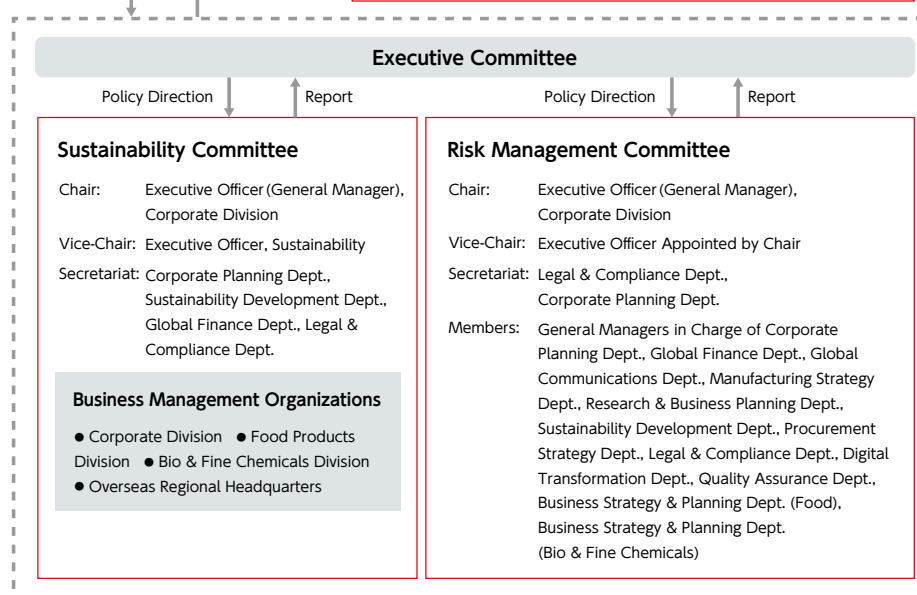 Executive Committee
Policy Direction
Report
Policy Direction
Report
Sustainability Committee
Chair: Executive Officer (General Manager),
Corporate Division
Vice-Chair: Executive Officer, Sustainability
Secretariat: Corporate Planning Dept.,
Sustainability Development Dept.,
Global Finance Dept., Legal &
Compliance Dept.
Business Management Organizations
● Corporate Division ● Food Products
Division ● Bio & Fine Chemicals Division
● Overseas Regional Headquarters
Risk Management Committee
Chair: Executive Officer (General Manager),
Corporate Division
Vice-Chair: Executive Officer Appointed by Chair
Secretariat: Legal & Compliance Dept.,
Corporate Planning Dept.
Members: General Managers in Charge of Corporate
Planning Dept., Global Finance Dept., Global
Communications Dept., Manufacturing Strategy
Dept., Research & Business Planning Dept.,
Sustainability Development Dept., Procurement
Strategy Dept., Legal & Compliance Dept., Digital
Transformation Dept., Quality Assurance Dept.,
Business Strategy & Planning Dept. (Food),
Business Strategy & Planning Dept.
(Bio & Fine Chemicals)